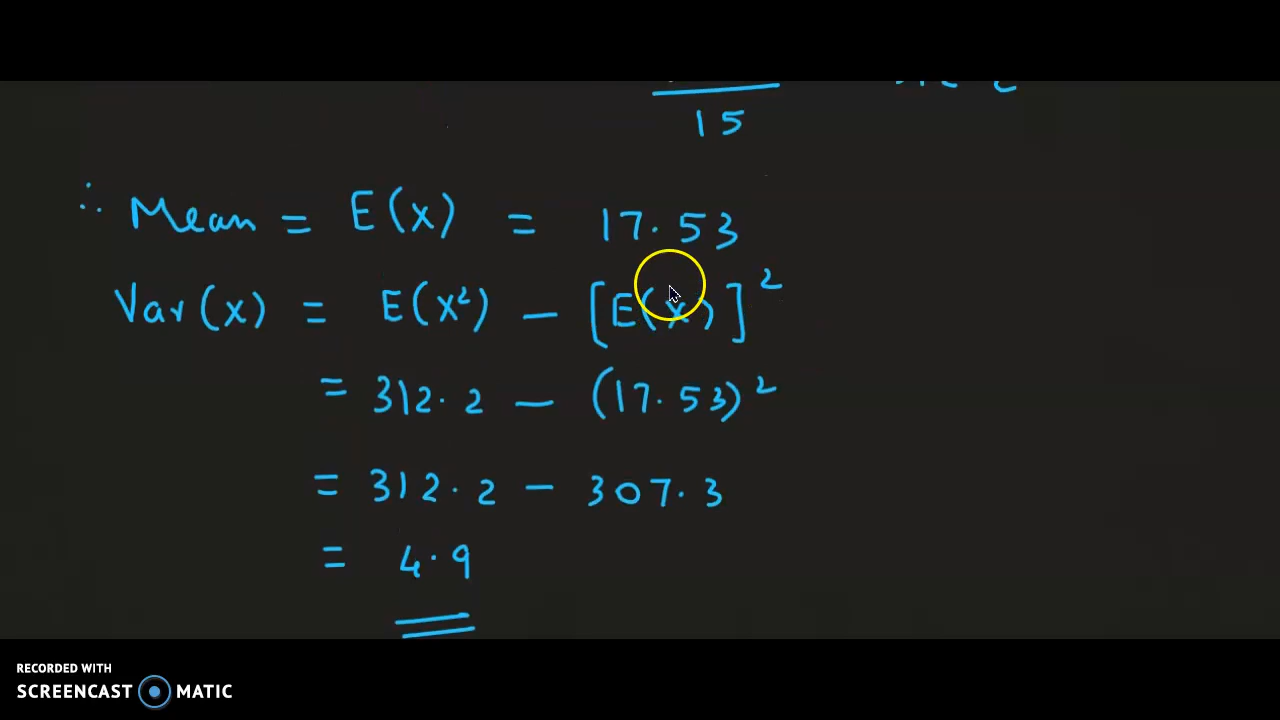 15
∴ Mean = E(x) = 17.53
Var(x) = E(x²) – [E(x)]²
= 312.2 – (17.53)²
= 312.2 – 307.3
= 4.9
RECORDED WITH
SCREENCAST MATIC